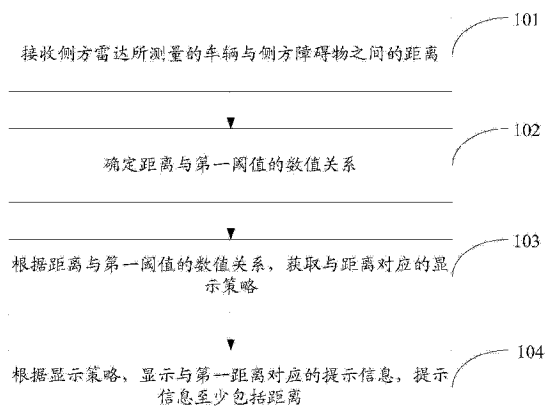 101
接收侧方雷达所测量的车辆与侧方障碍物之间的距离
102
确定距离与第一阈值的数值关系
103
根据距离与第一阈值的数值关系，获取与距离对应的显
示策略
104
根据显示策略，显示与第一距离对应的提示信息，提示
信息至少包括距离